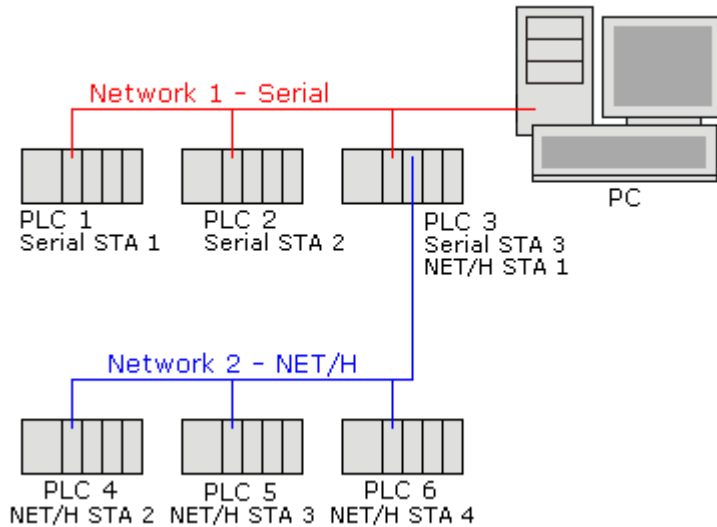 Network 1 - Serial
PLC 1
Serial STA 1
PLC 2
Serial STA 2
PLC 3
Serial STA 3
NET/H STA 1
PC
Network 2 - NET/H
PLC 4
NET/H STA 2
PLC 5
NET/H STA 3
PLC 6
NET/H STA 4